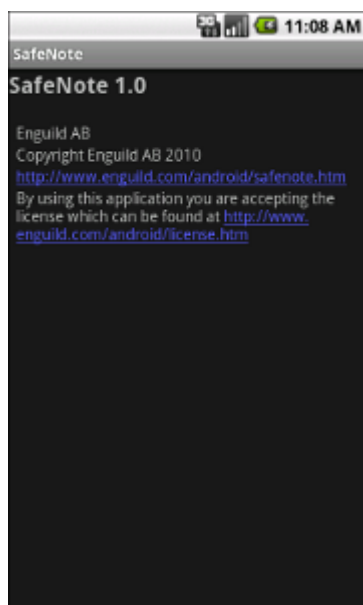 3G 11:08 AM
SafeNote
SafeNote 1.0
Enguild AB
Copyright Enguild AB 2010
http://www.enguild.com/android/safenote.htm
By using this application you are accepting the
license which can be found at http://www.
enguild.com/android/license.htm